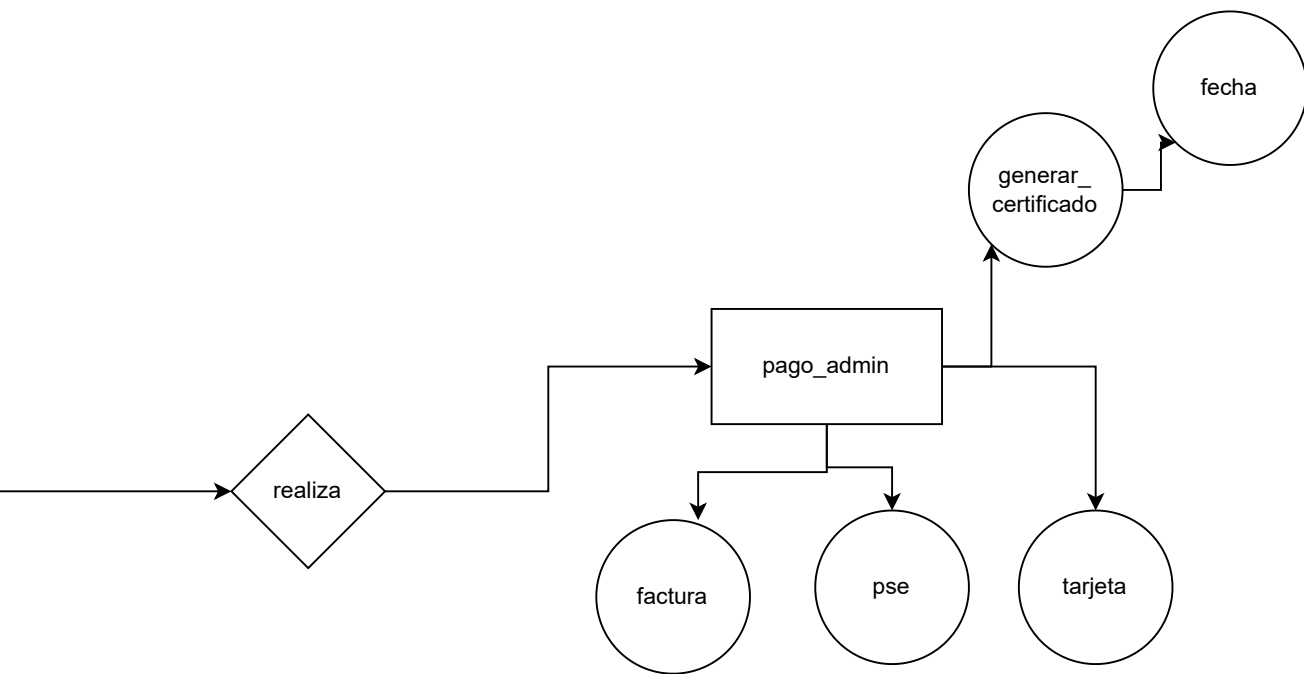 fecha
generar_
certificado
pago_admin
realiza
factura
pse
tarjeta